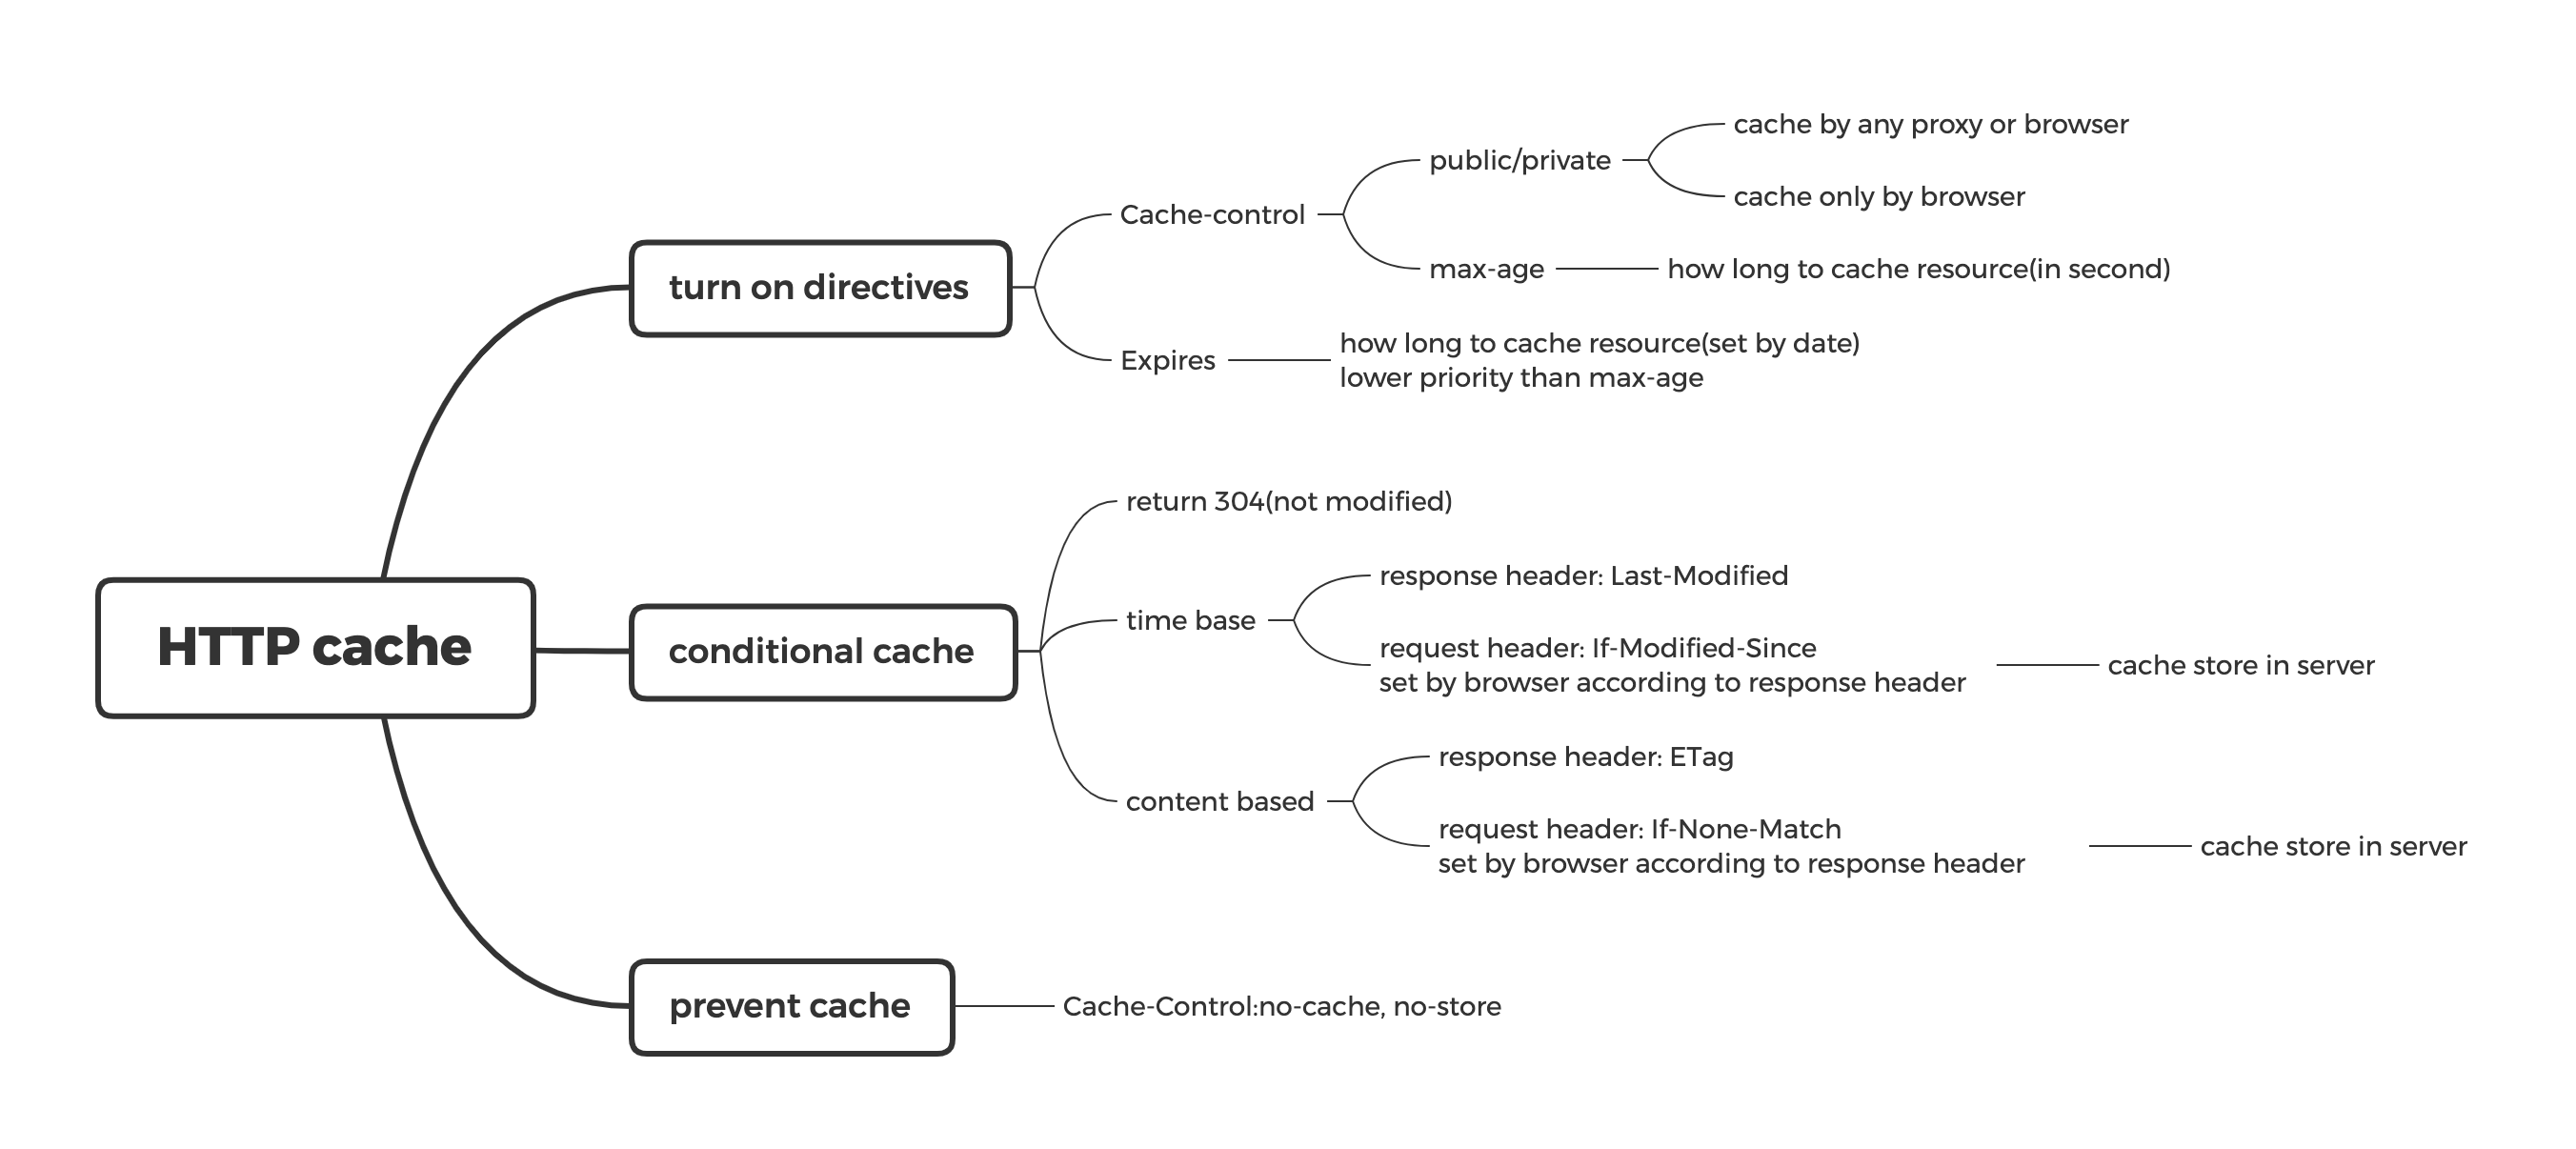 HTTP cache
turn on directives
Cache-control
public/private
cache by any proxy or browser
cache only by browser
max-age
how long to cache resource(in second)
Expires
how long to cache resource(set by date)
lower priority than max-age
conditional cache
return 304(not modified)
time base
response header: Last-Modified
request header: If-Modified-Since
set by browser according to response header
cache store in server
content based
response header: ETag
request header: If-None-Match
set by browser according to response header
cache store in server
prevent cache
Cache-Control:no-cache, no-store